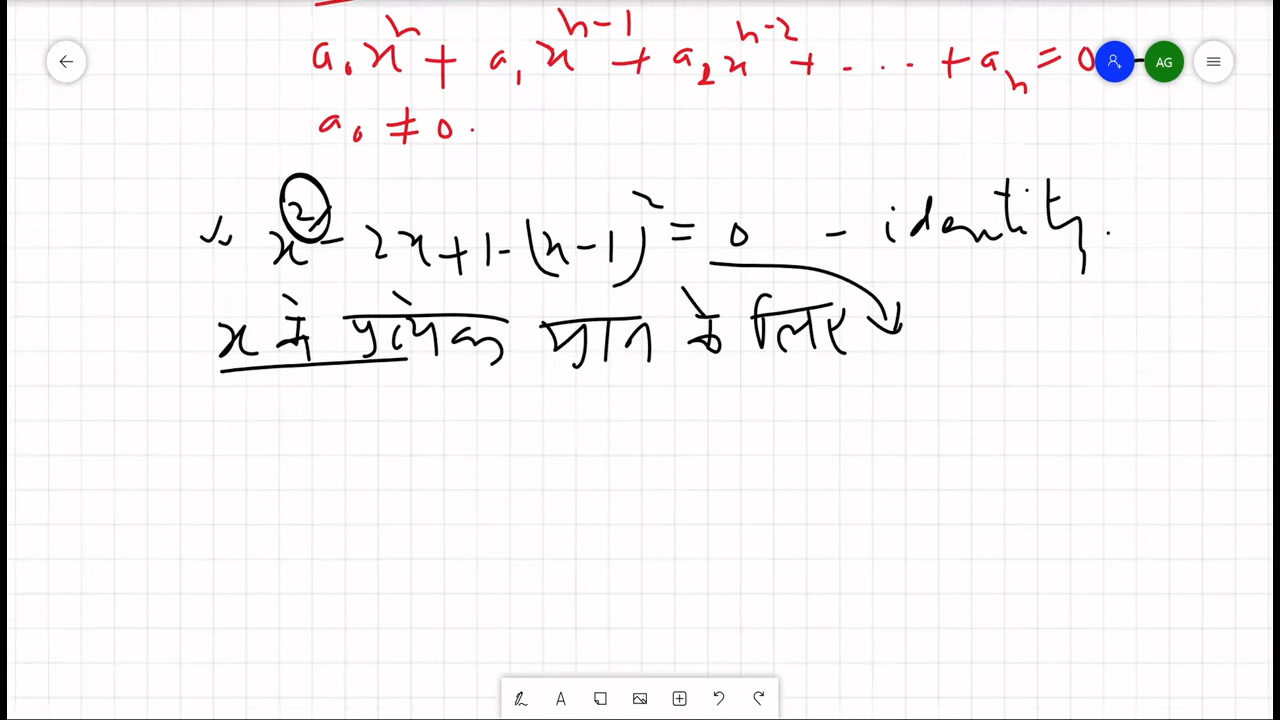 a₀xⁿ + a₁xⁿ⁻¹ + a₂xⁿ⁻² + . . . . + aₙ = 0
a₀ ≠ 0.
x² - 2x + 1 - (x - 1)² = 0 - identity.
x के प्रत्येक मान के लिए
AG
A